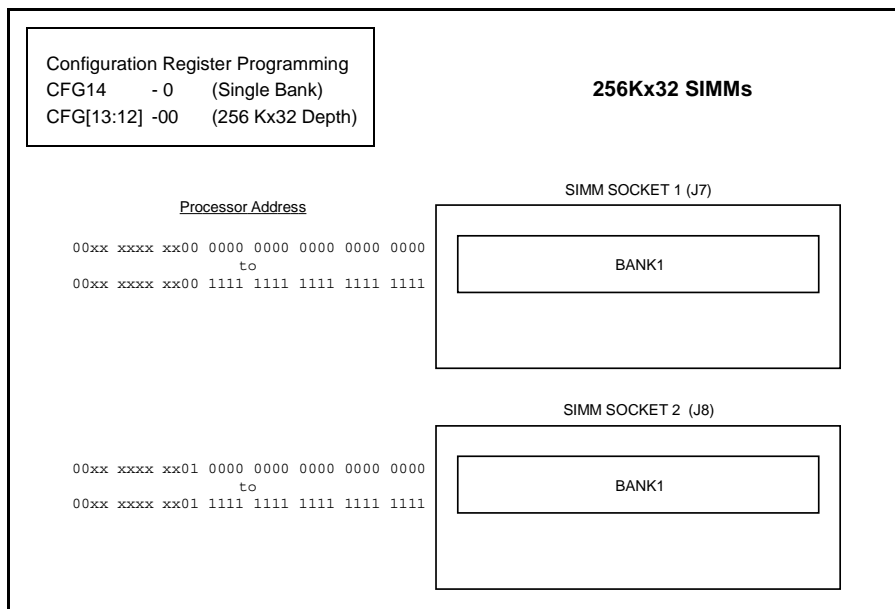 Configuration Register Programming
CFG14 - 0 (Single Bank)
CFG[13:12] -00 (256 Kx32 Depth)
256Kx32 SIMMs
Processor Address
SIMM SOCKET 1 (J7)
00xx xxxx xx00 0000 0000 0000 0000 0000
to
00xx xxxx xx00 1111 1111 1111 1111 1111
BANK1
SIMM SOCKET 2 (J8)
00xx xxxx xx01 0000 0000 0000 0000 0000
to
00xx xxxx xx01 1111 1111 1111 1111 1111
BANK1